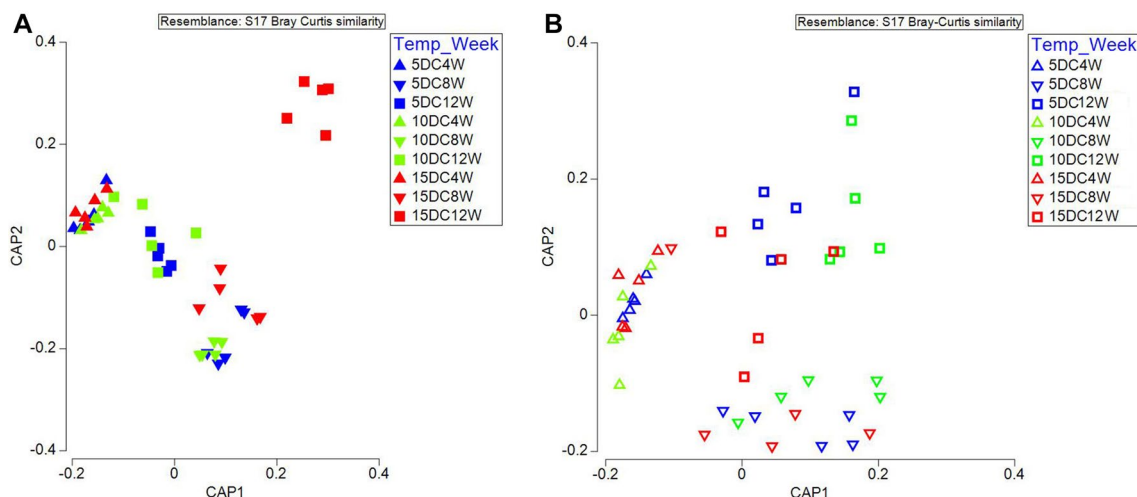 A
Resemblance: S17 Bray Curtis similarity
0.4
0.2
0
-0.2
-0.4
CAP2
-0.2
0
0.2
0.4
CAP1
Temp_Week
5DC4W
5DC8W
5DC12W
10DC4W
10DC8W
10DC12W
15DC4W
15DC8W
15DC12W
B
Resemblance: S17 Bray-Curtis similarity
0.4
0.2
0
-0.2
CAP2
-0.2
0
0.2
0.4
CAP1
Temp_Week
5DC4W
5DC8W
5DC12W
10DC4W
10DC8W
10DC12W
15DC4W
15DC8W
15DC12W